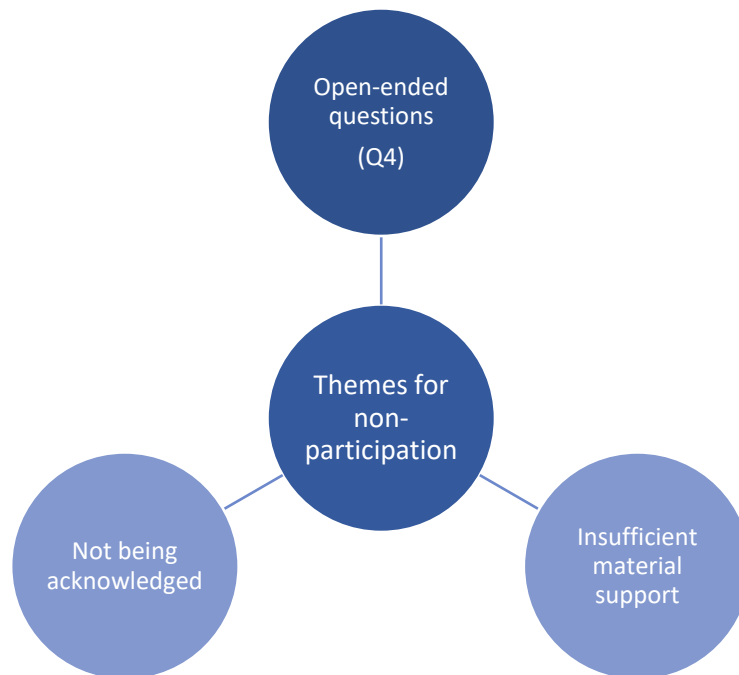 Open-ended
questions
(Q4)
Themes for
non-
participation
Not being
acknowledged
Insufficient
material
support